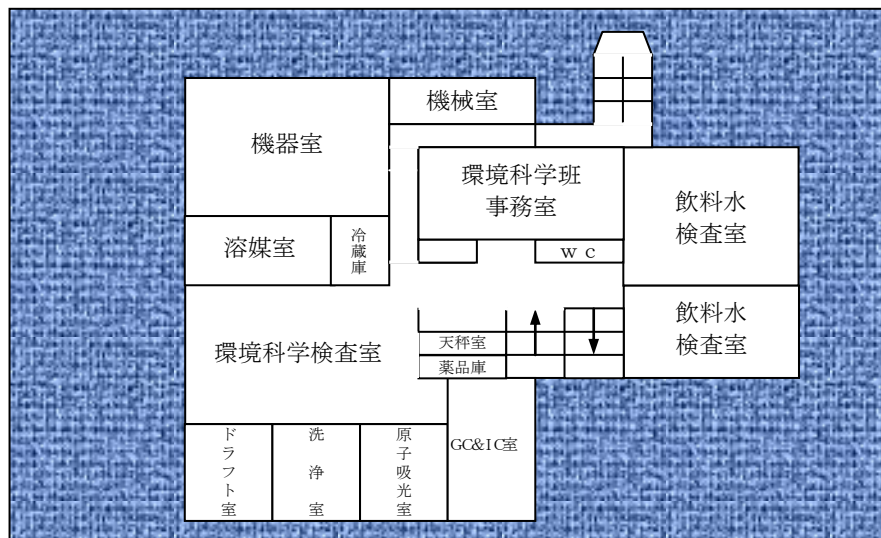 機械室
機器室
環境科学班
事務室
飲料水
検査室
溶媒室
冷蔵庫
ｗｃ
飲料水
検査室
環境科学検査室
天秤室
薬品庫
ドラフト室
洗浄室
原子吸光室
GC&IC室